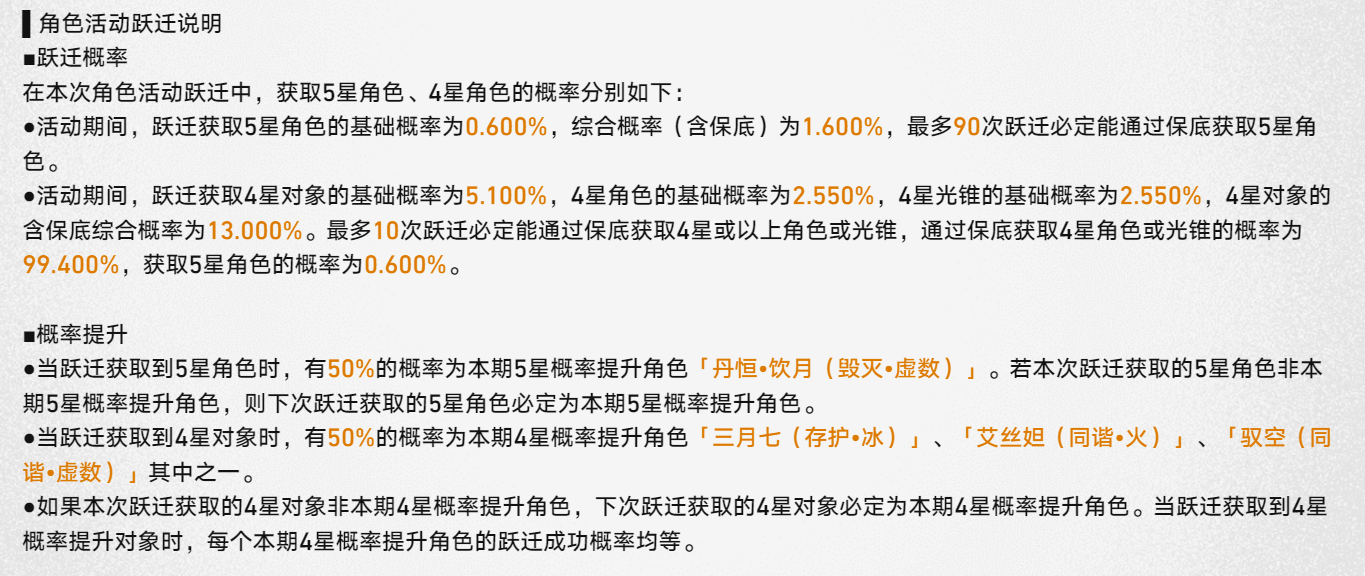 ▌角色活动跃迁说明
■跃迁概率
在本次角色活动跃迁中，获取5星角色、4星角色的概率分别如下：
●活动期间，跃迁获取5星角色的基础概率为0.600%，综合概率（含保底）为1.600%，最多90次跃迁必定能通过保底获取5星角
色。
●活动期间，跃迁获取4星对象的基础概率为5.100%，4星角色的基础概率为2.550%，4星光锥的基础概率为2.550%，4星对象的
含保底综合概率为13.000%。最多10次跃迁必定能通过保底获取4星或以上角色或光锥，通过保底获取4星角色或光锥的概率为
99.400%，获取5星角色的概率为0.600%。
■概率提升
●当跃迁获取到5星角色时，有50%的概率为本期5星概率提升角色「丹恒•饮月（毁灭•虚数）」。若本次跃迁获取的5星角色非本
期5星概率提升角色，则下次跃迁获取的5星角色必定为本期5星概率提升角色。
●当跃迁获取到4星对象时，有50%的概率为本期4星概率提升角色「三月七（存护•冰）」、「艾丝妲（同谐•火）」、「驭空（同
谐•虚数）」其中之一。
●如果本次跃迁获取的4星对象非本期4星概率提升角色，下次跃迁获取的4星对象必定为本期4星概率提升角色。当跃迁获取到4星
概率提升对象时，每个本期4星概率提升角色的跃迁成功概率均等。